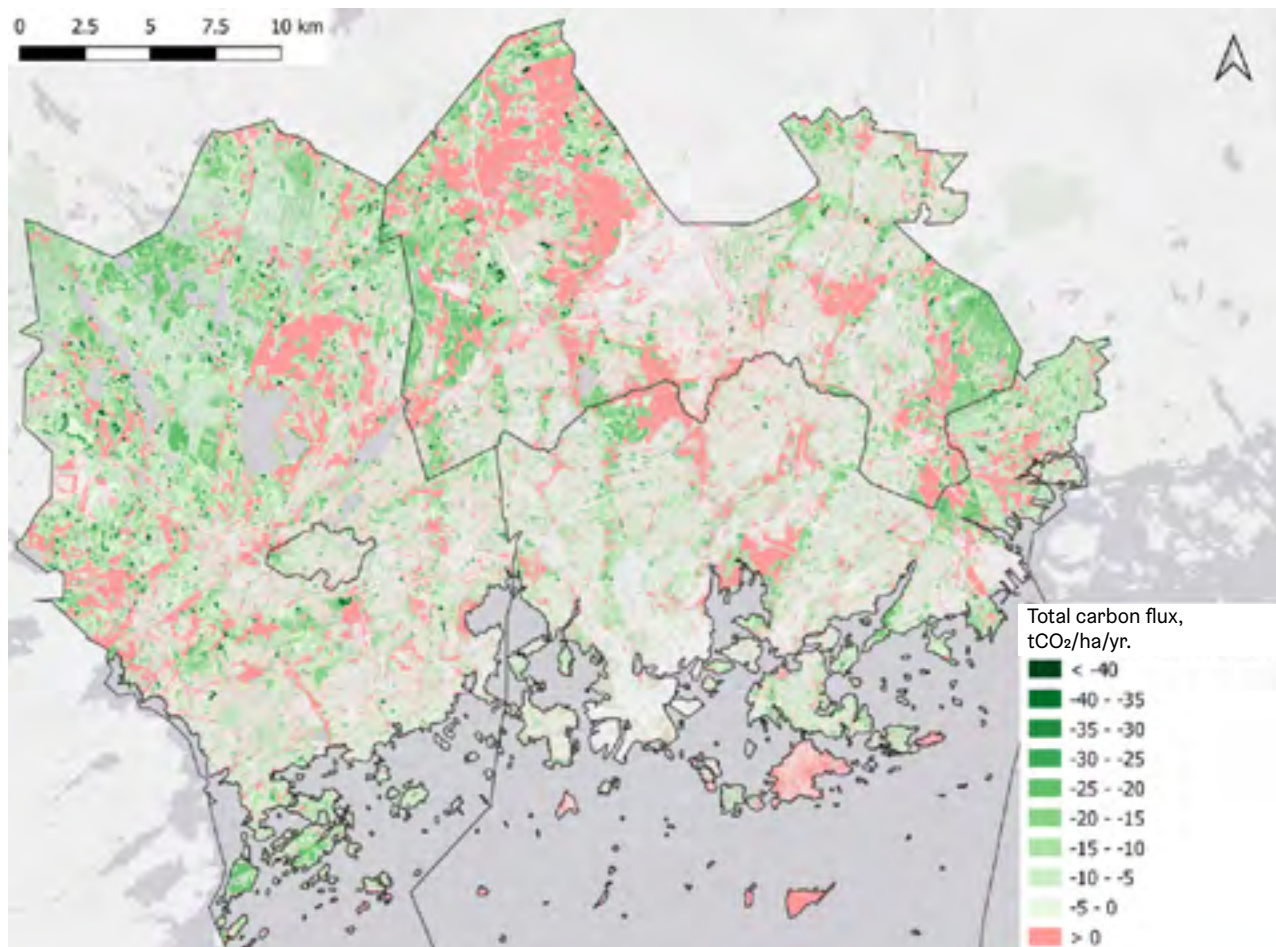 0 2.5 5 7.5 10 km
Total carbon flux,
tCO₂/ha/yr.
< -40
-40 - -35
-35 - -30
-30 - -25
-25 - -20
-20 - -15
-15 - -10
-10 - -5
-5 - 0
> 0